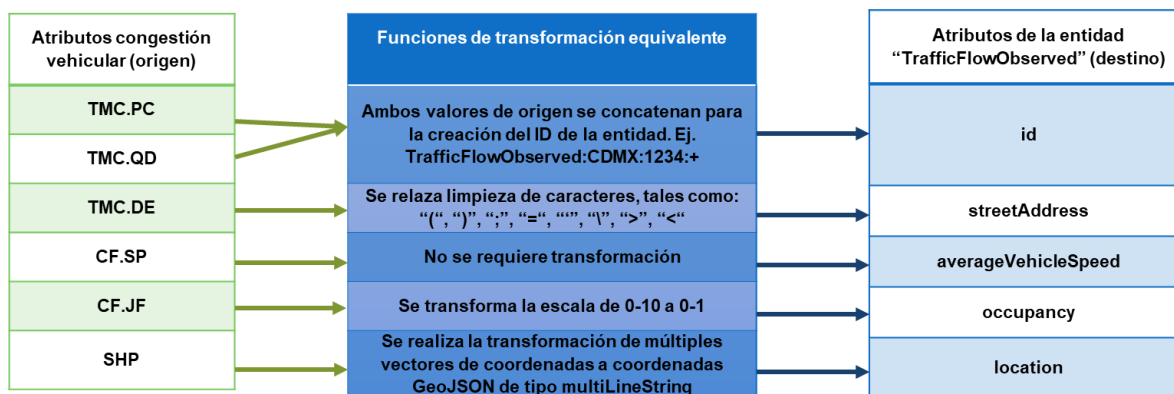 Atributos congestión
vehicular (origen)
TMC.PC
TMC.QD
TMC.DE
CF.SP
CF.JF
SHP
Funciones de transformación equivalente
Ambos valores de origen se concatenan para
la creación del ID de la entidad. Ej.
TrafficFlowObserved:CDMX:1234:+
Se relaza limpieza de caracteres, tales como:
“(“, “)”, “;”, “=“, ““”, “\”, “>”, “<“
No se requiere transformación
Se transforma la escala de 0-10 a 0-1
Se realiza la transformación de múltiples
vectores de coordenadas a coordenadas
GeoJSON de tipo multiLineString
Atributos de la entidad
“TrafficFlowObserved” (destino)
id
streetAddress
averageVehicleSpeed
occupancy
location